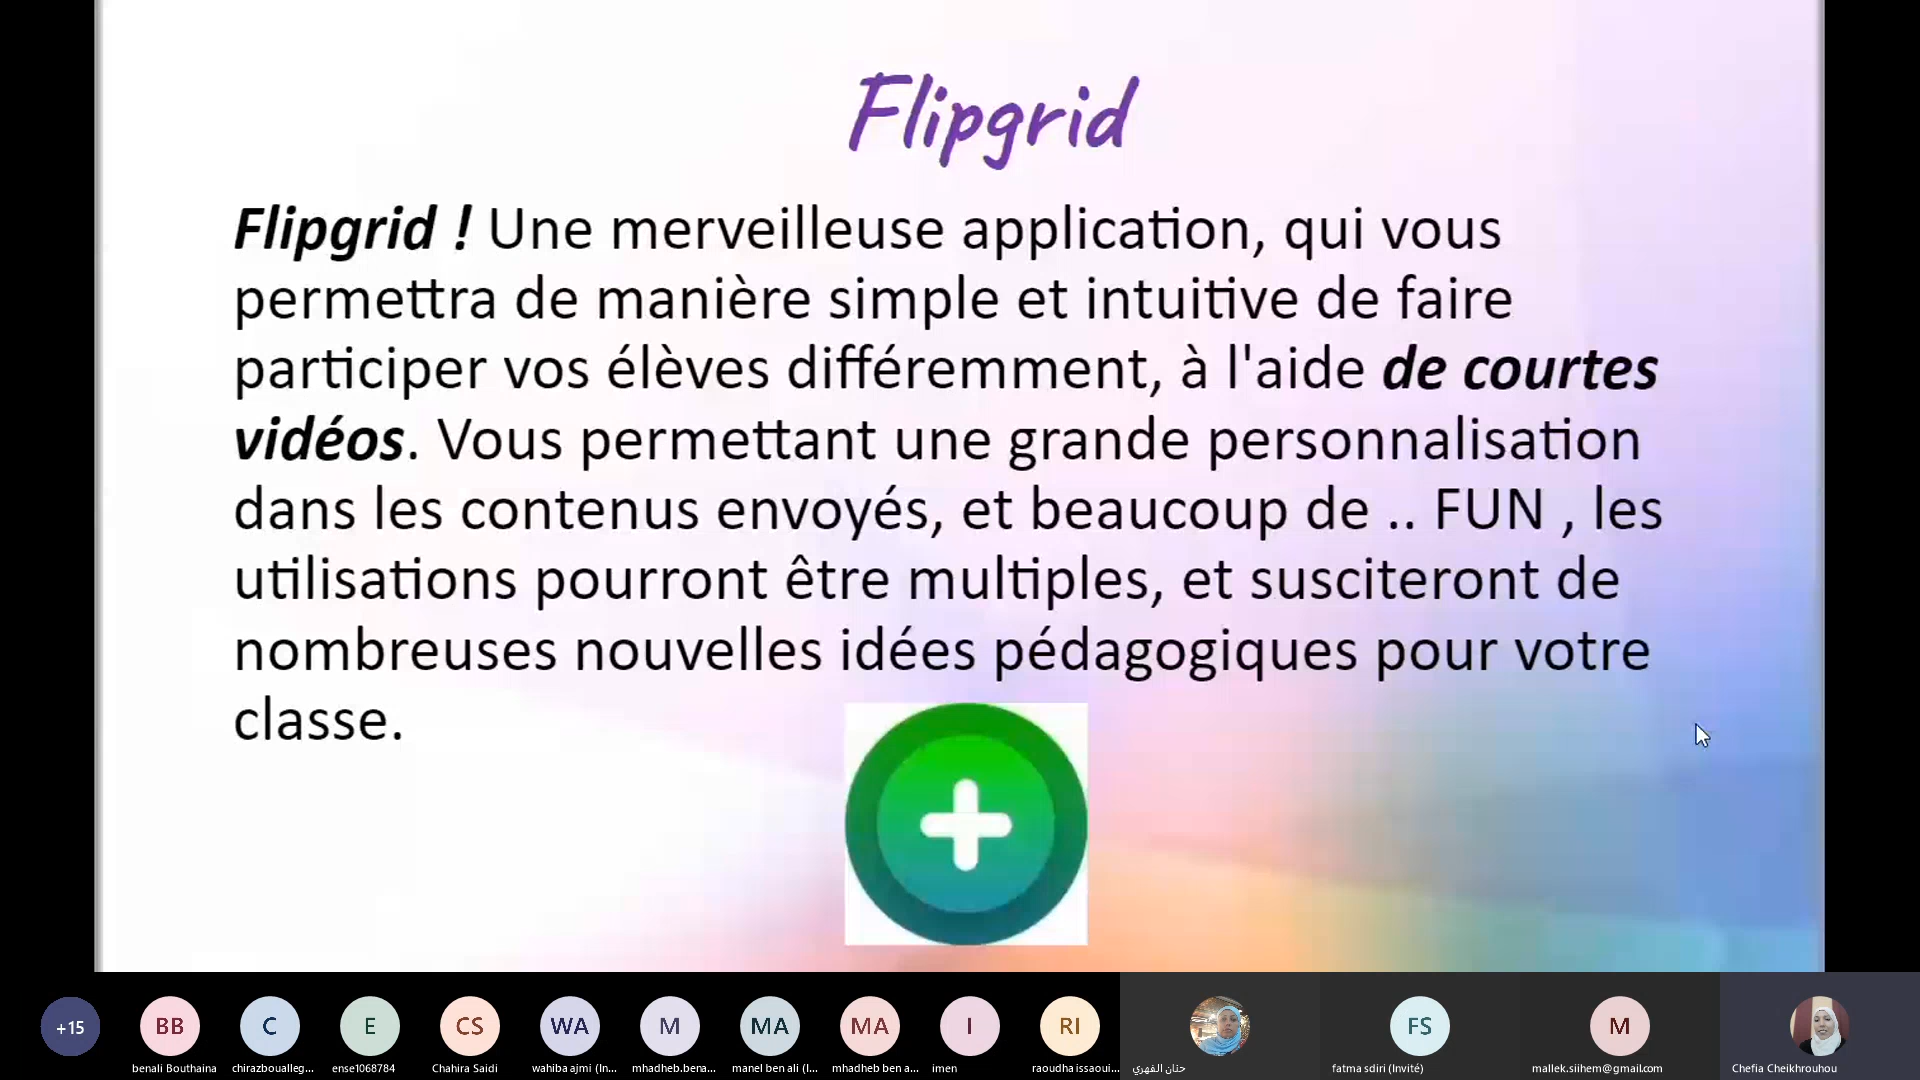 Flipgrid
Flipgrid ! Une merveilleuse application, qui vous
permettra de manière simple et intuitive de faire
participer vos élèves différemment, à l'aide de courtes
vidéos. Vous permettant une grande personnalisation
dans les contenus envoyés, et beaucoup de .. FUN , les
utilisations pourront être multiples, et susciteront de
nombreuses nouvelles idées pédagogiques pour votre
classe.
+15 BB C E CS WA M MA MA I RI FS M
benali Bouthaina chirazboualleg... ense1068784 Chahira Saidi wahiba ajmi (In... mhadheb.bena... manel ben ali (I... mhadheb ben a... imen raoudha issaoui... حنان القهري fatma sdiri (Invité) mallek.siihem@gmail.com Chefia Cheikhrouhou